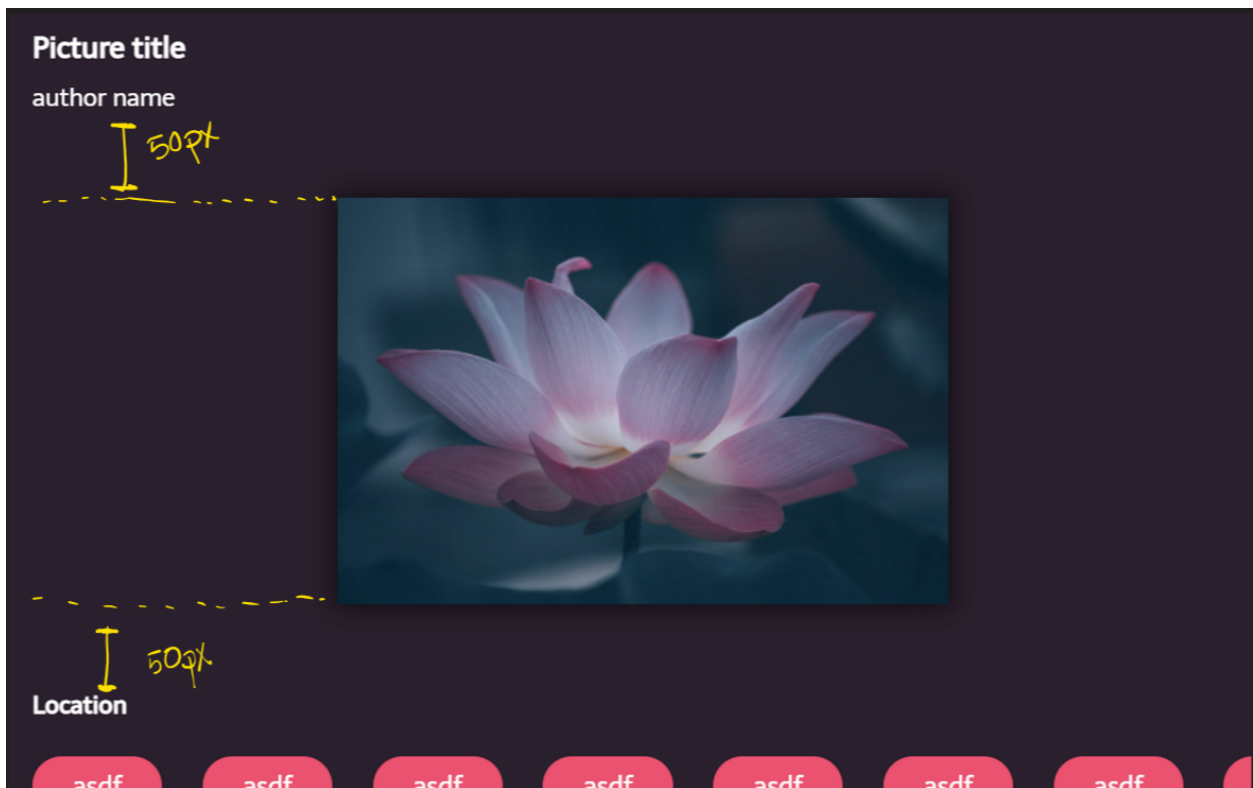 Picture title
author name
50px
50px
Location
asdf asdf asdf asdf asdf asdf asdf